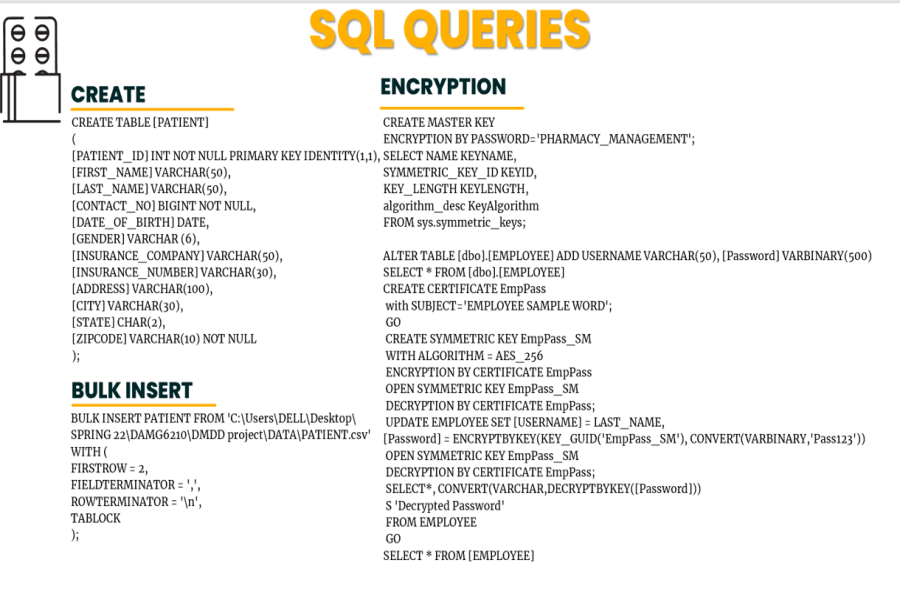 SQL QUERIES
CREATE
CREATE TABLE [PATIENT]
(
[PATIENT_ID] INT NOT NULL PRIMARY KEY IDENTITY(1,1),
[FIRST_NAME] VARCHAR(50),
[LAST_NAME] VARCHAR(50),
[CONTACT_NO] BIGINT NOT NULL,
[DATE_OF_BIRTH] DATE,
[GENDER] VARCHAR (6),
[INSURANCE_COMPANY] VARCHAR(50),
[INSURANCE_NUMBER] VARCHAR(30),
[ADDRESS] VARCHAR(100),
[CITY] VARCHAR(30),
[STATE] CHAR(2),
[ZIPCODE] VARCHAR(10) NOT NULL
);
BULK INSERT
BULK INSERT PATIENT FROM 'C:\Users\DELL\Desktop\
SPRING 22\DAMG6210\DMDD project\DATA\PATIENT.csv'
WITH (
FIRSTROW = 2,
FIELDTERMINATOR = ',',
ROWTERMINATOR = '\n',
TABLOCK
);
ENCRYPTION
CREATE MASTER KEY
ENCRYPTION BY PASSWORD='PHARMACY_MANAGEMENT';
SELECT NAME KEYNAME,
SYMMETRIC_KEY_ID KEYID,
KEY_LENGTH KEYLENGTH,
algorithm_desc KeyAlgorithm
FROM sys.symmetric_keys;
ALTER TABLE [dbo].[EMPLOYEE] ADD USERNAME VARCHAR(50), [Password] VARBINARY(500)
SELECT * FROM [dbo].[EMPLOYEE]
CREATE CERTIFICATE EmpPass
with SUBJECT='EMPLOYEE SAMPLE WORD';
GO
CREATE SYMMETRIC KEY EmpPass_SM
WITH ALGORITHM = AES_256
ENCRYPTION BY CERTIFICATE EmpPass
OPEN SYMMETRIC KEY EmpPass_SM
DECRYPTION BY CERTIFICATE EmpPass;
UPDATE EMPLOYEE SET [USERNAME] = LAST_NAME,
[Password] = ENCRYPTBYKEY(KEY_GUID('EmpPass_SM'), CONVERT(VARBINARY,'Pass123'))
OPEN SYMMETRIC KEY EmpPass_SM
DECRYPTION BY CERTIFICATE EmpPass;
SELECT*, CONVERT(VARCHAR,DECRYPTBYKEY([Password]))
S 'Decrypted Password'
FROM EMPLOYEE
GO
SELECT * FROM [EMPLOYEE]